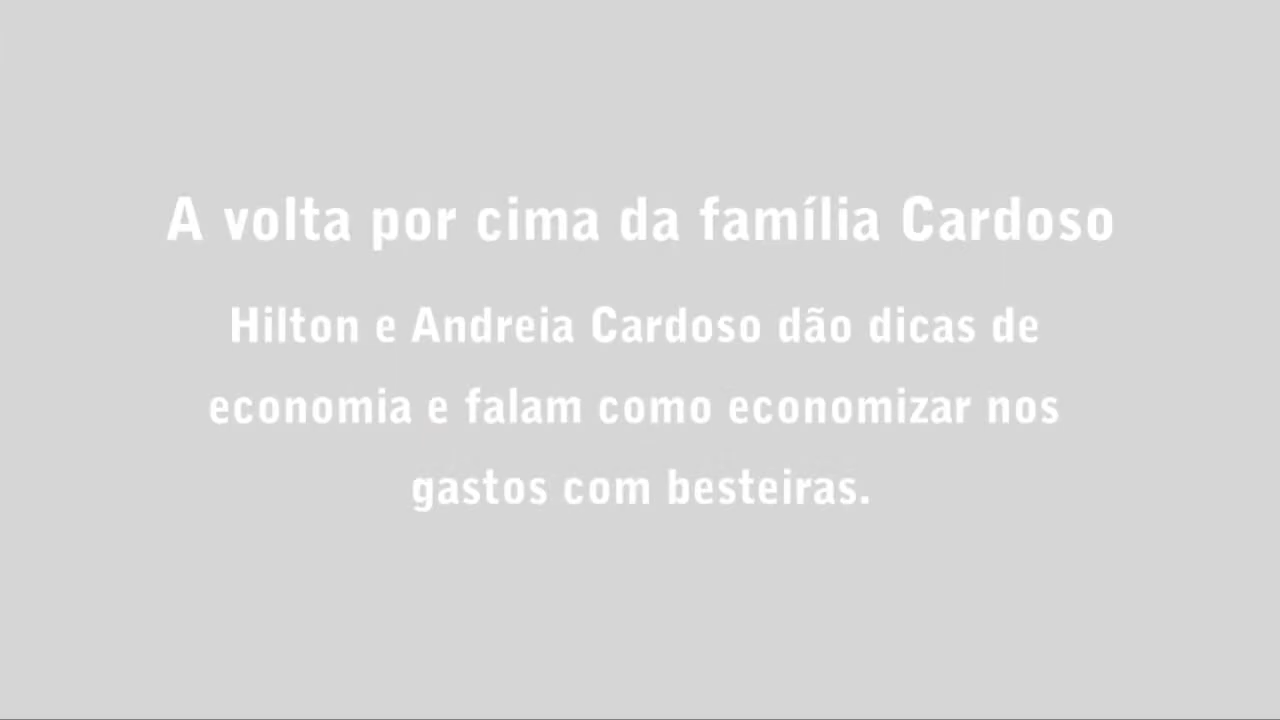 A volta por cima da família Cardoso
Hilton e Andreia Cardoso dão dicas de
economia e falam como economizar nos
gastos com besteiras.